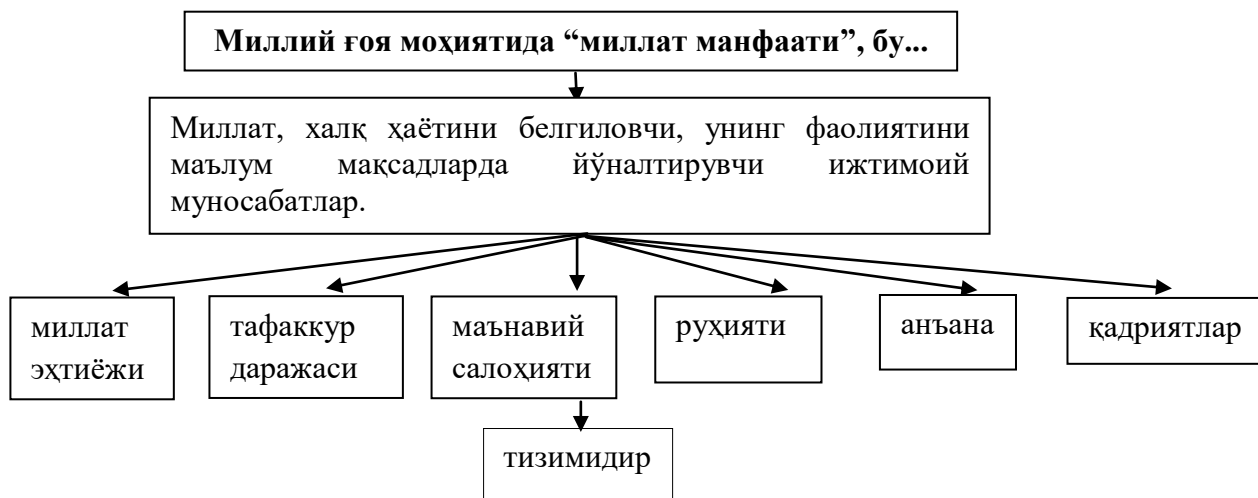 Миллий ғоя моҳиятида “миллат манфаати”, бу...
Миллат, халқ ҳаётини белгиловчи, унинг фаолиятини
маълум мақсадларда йўналтирувчи ижтимоий
муносабатлар.
миллат
эҳтиёжи
тафаккур
даражаси
маънавий
салоҳияти
руҳияти
анъана
қадриятлар
тизимидир